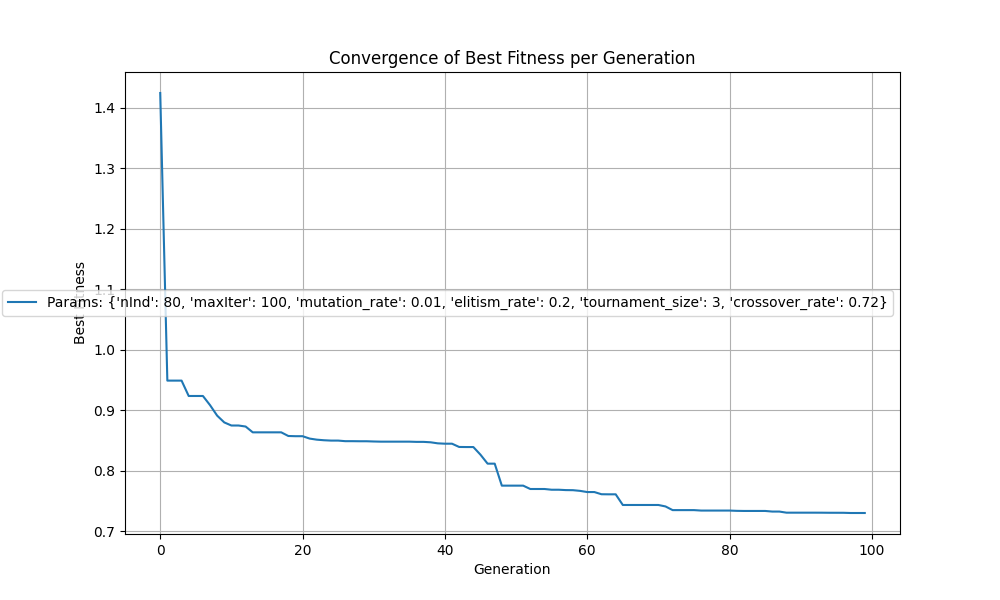 Convergence of Best Fitness per Generation
1.4
1.3
1.2
1.1
1.0
0.9
0.8
0.7
Best
Params: {'nInd': 80, 'maxIter': 100, 'mutation_rate': 0.01, 'elitism_rate': 0.2, 'tournament_size': 3, 'crossover_rate': 0.72}
0 20 40 60 80 100
Generation